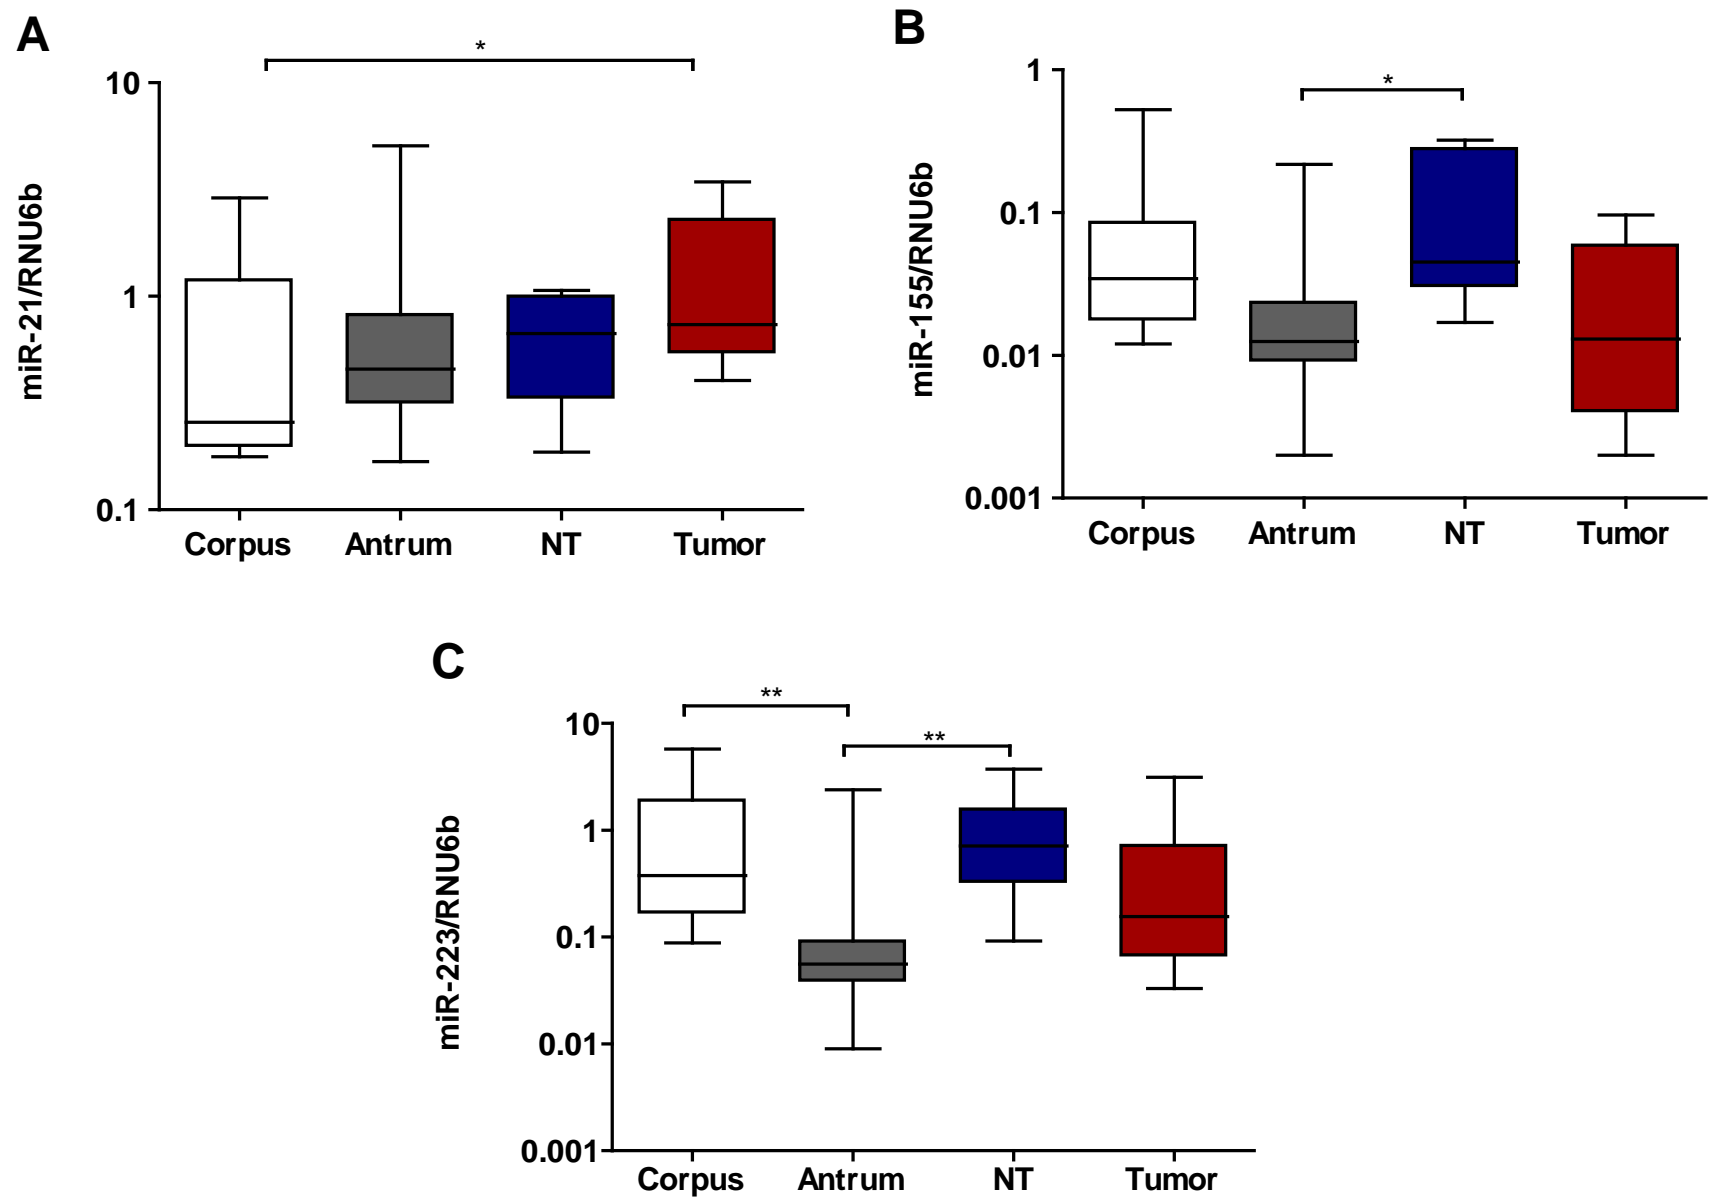 A
*
10
1
0.1
miR-21/RNU6b
Corpus Antrum NT Tumor
B
*
1
0.1
0.01
0.001
miR-155/RNU6b
Corpus Antrum NT Tumor
C
**
**
10
1
0.1
0.01
0.001
miR-223/RNU6b
Corpus Antrum NT Tumor